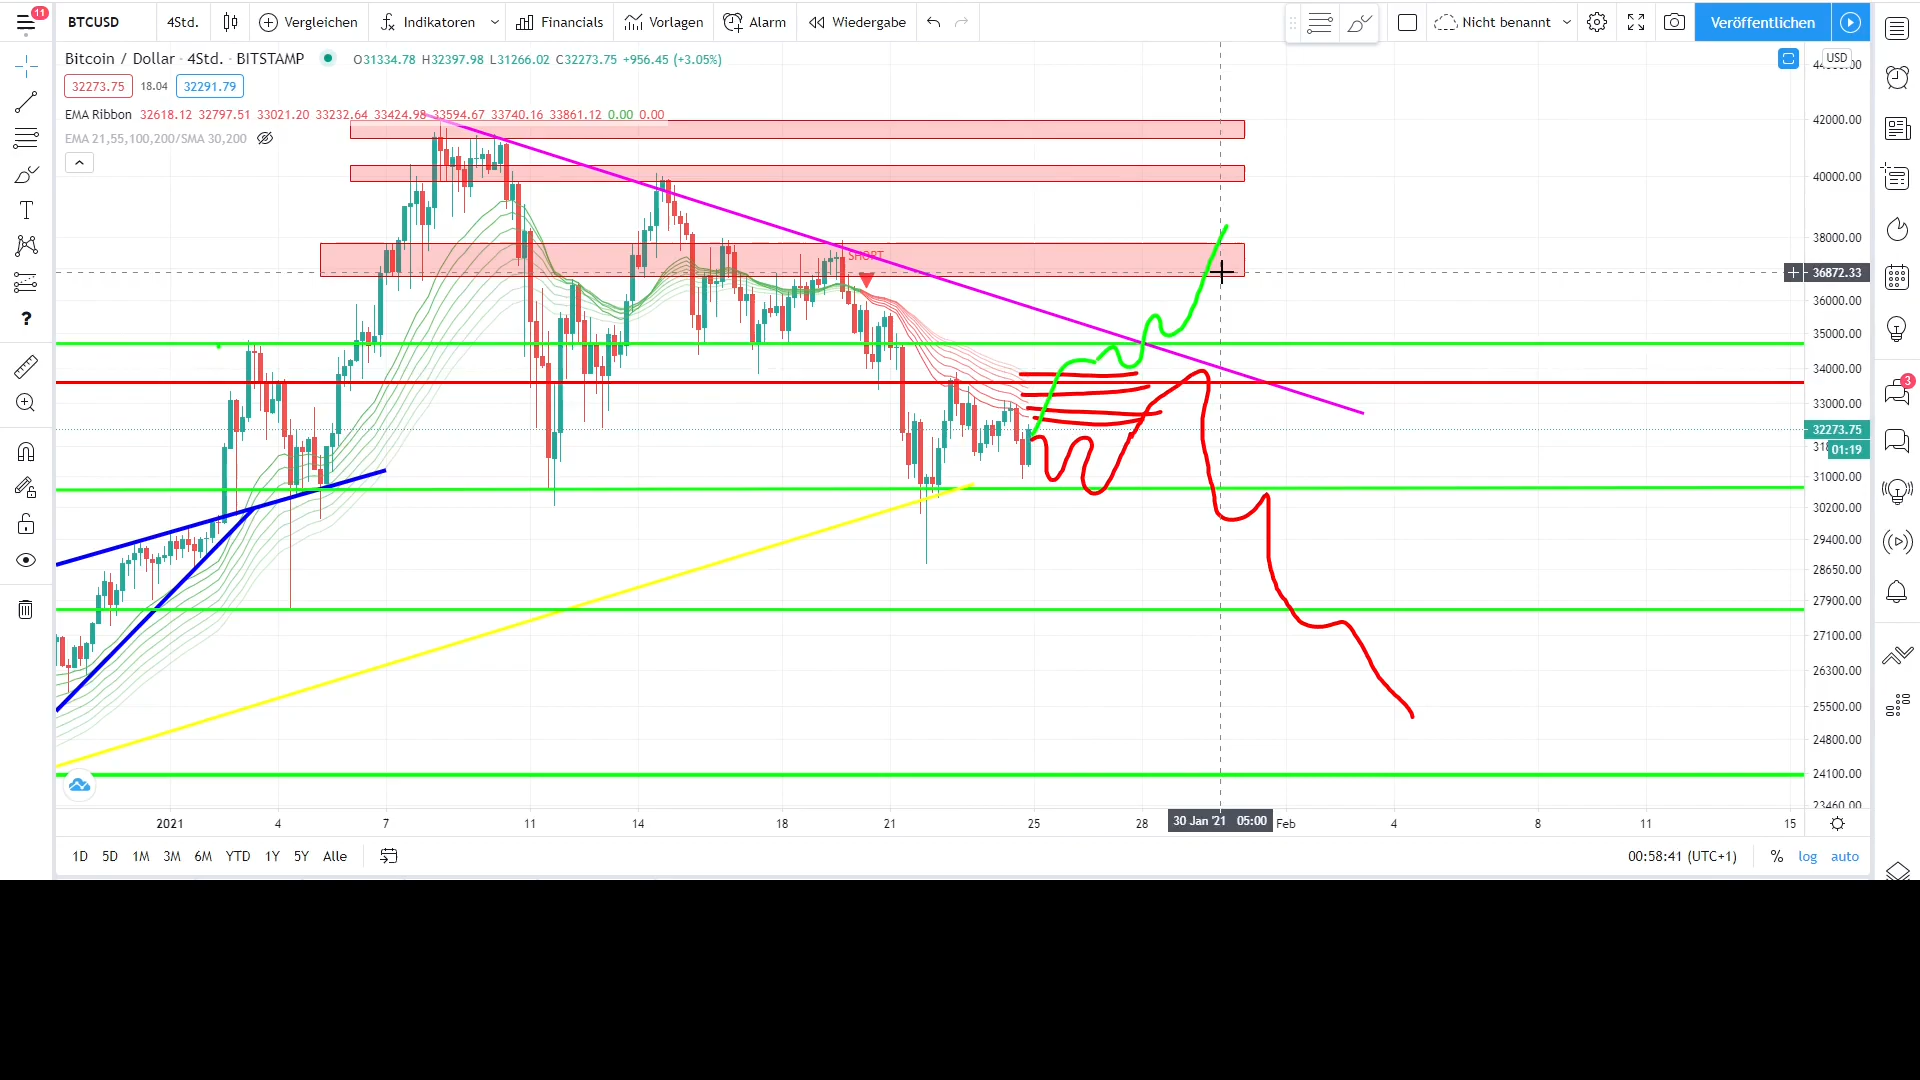 11
BTCUSD 4Std. Vergleichen Indikatoren Financials Vorlagen Alarm Wiedergabe Nicht benannt Veröffentlichen
Bitcoin / Dollar · 4Std. · BITSTAMP O31334.78 H32397.98 L31266.02 C32273.75 +956.45 (+3.05%)
32273.75 18.04 32291.79
EMA Ribbon 32618.12 32797.51 33021.20 33232.64 33424.98 33594.67 33740.16 33861.12 0.00 0.00
EMA 21,55,100,200/SMA 30,200
SHORT
USD
42000.00
40000.00
38000.00
36872.33
36000.00
35000.00
34000.00
33000.00
32273.75
01:19
31000.00
30200.00
29400.00
28650.00
27900.00
27100.00
26300.00
25500.00
24800.00
24100.00
23460.00
3
2021 4 7 11 14 18 21 25 28 30 Jan '21 05:00 Feb 4 8 11 15
1D 5D 1M 3M 6M YTD 1Y 5Y Alle 00:58:41 (UTC+1) % log auto